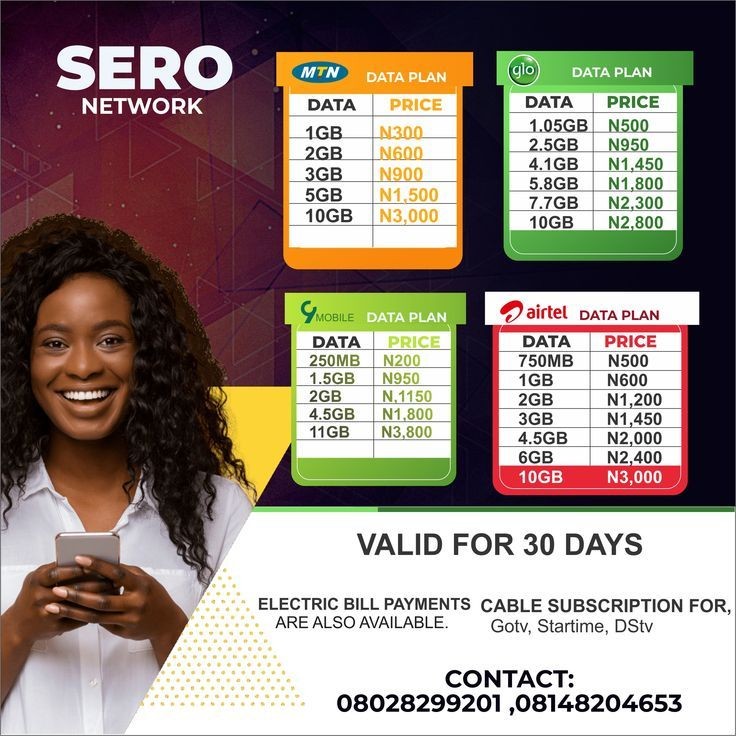 SERO
NETWORK
MTN DATA PLAN
DATA PRICE
1GB N300
2GB N600
3GB N900
5GB N1,500
10GB N3,000
glo DATA PLAN
DATA PRICE
1.05GB N500
2.5GB N950
4.1GB N1,450
5.8GB N1,800
7.7GB N2,300
10GB N2,800
9MOBILE DATA PLAN
DATA PRICE
250MB N200
1.5GB N950
2GB N,1150
4.5GB N1,800
11GB N3,800
airtel DATA PLAN
DATA PRICE
750MB N500
1GB N600
2GB N1,200
3GB N1,450
4.5GB N2,000
6GB N2,400
10GB N3,000
VALID FOR 30 DAYS
ELECTRIC BILL PAYMENTS
ARE ALSO AVAILABLE.
CABLE SUBSCRIPTION FOR,
Gotv, Startime, DStv
CONTACT:
08028299201 ,08148204653